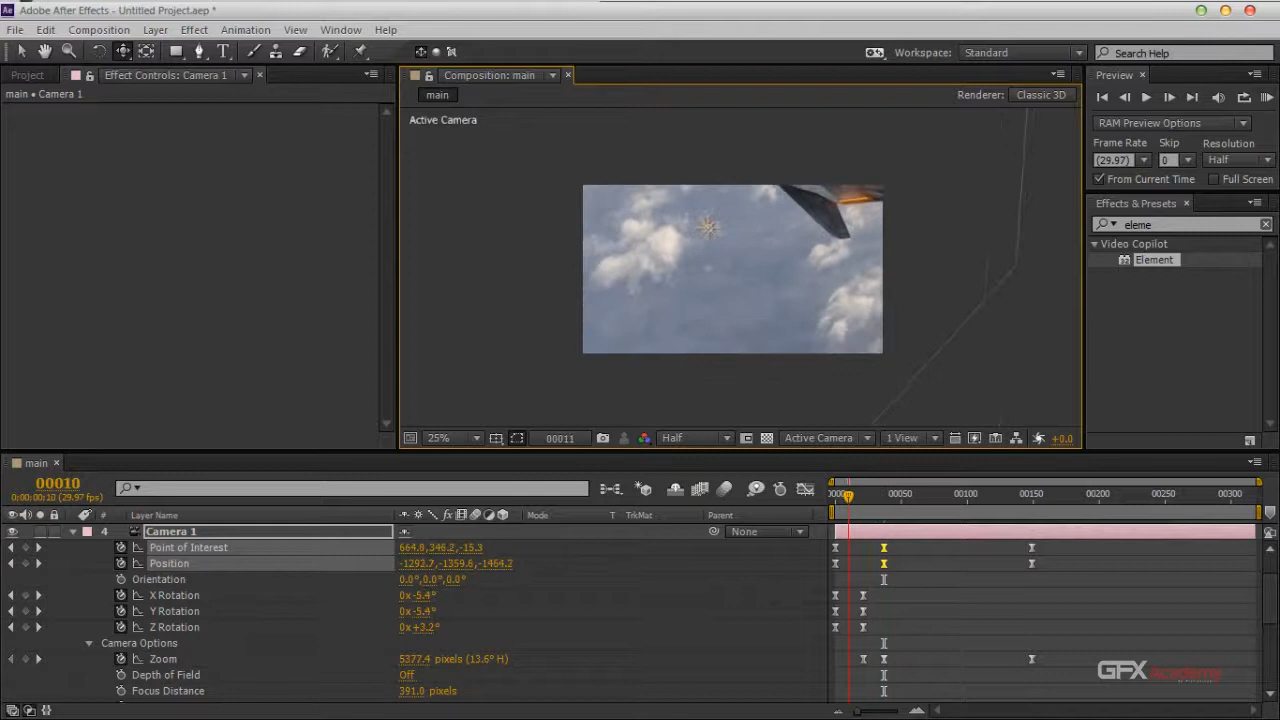 Adobe After Effects - Untitled Project.aep *
File Edit Composition Layer Effect Animation View Window Help
Workspace: Standard Search Help
Project Effect Controls: Camera 1 Composition: main Preview
main • Camera 1
main Renderer: Classic 3D
Active Camera
RAM Preview Options
Frame Rate Skip Resolution
(29.97) 0 Half
From Current Time Full Screen
Effects & Presets
eleme
Video Copilot
Element
25% 00011 Half Active Camera 1 View +0.0
main
00010
0:00:00:10 (29.97 fps)
00050 00100 00150 00200 00250 00300
# Layer Name Mode TrkMat Parent
4 Camera 1 None
Point of Interest 664.8,346.2,-15.3
Position -1292.7,-1359.6,-1464.2
Orientation 0.0°,0.0°,0.0°
X Rotation 0x-5.4°
Y Rotation 0x-5.4°
Z Rotation 0x+3.2°
Camera Options
Zoom 5377.4 pixels (13.6° H)
Depth of Field Off
Focus Distance 391.0 pixels
GFX Academy